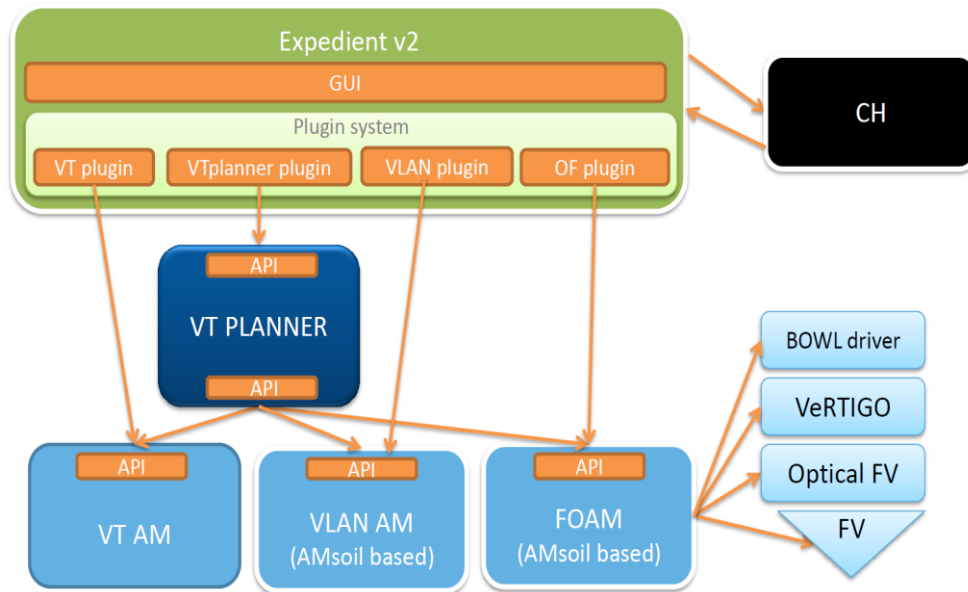 Expedient v2
GUI
Plugin system
VT plugin
VTplanner plugin
VLAN plugin
OF plugin
CH
API
VT PLANNER
API
API
VT AM
API
VLAN AM
(AMsoil based)
API
FOAM
(AMsoil based)
BOWL driver
VeRTIGO
Optical FV
FV